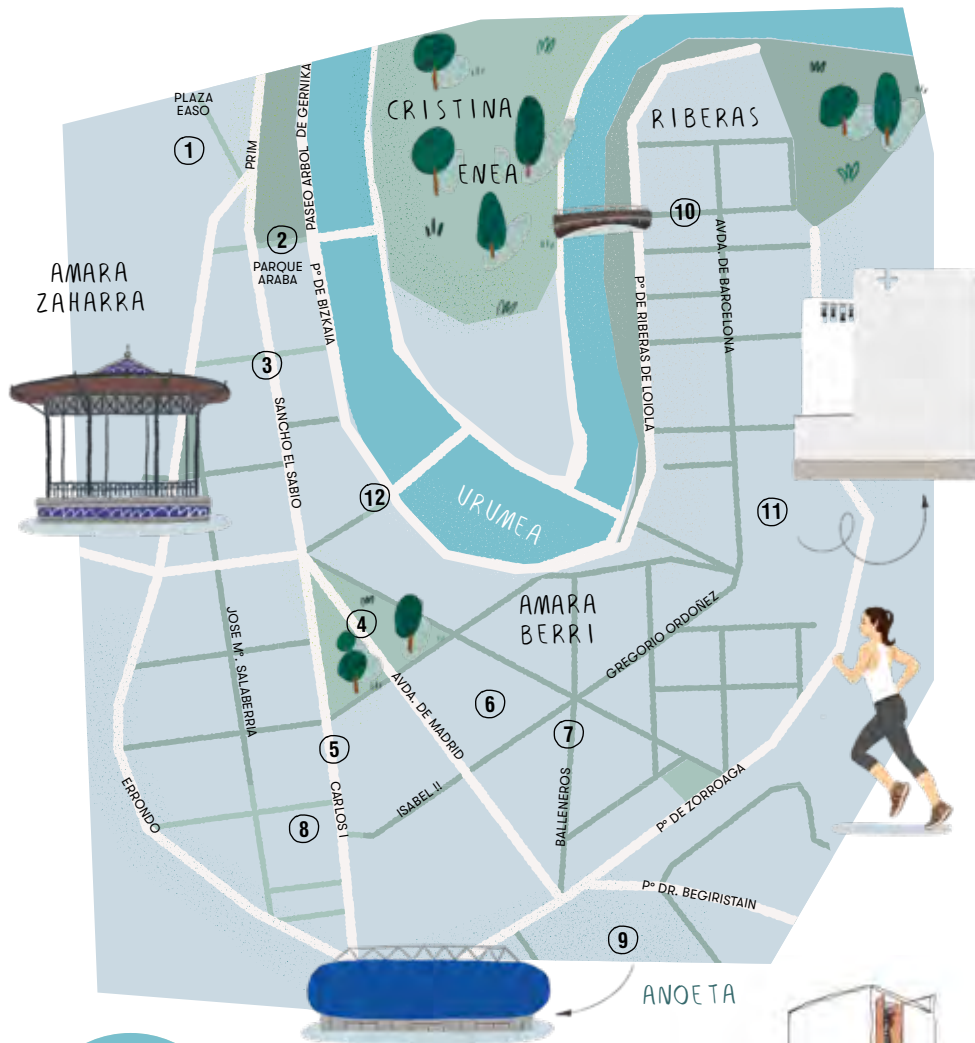 PLAZA
EASO
1
PRIM
PASEO ARBOL DE GERNIKA
CRISTINA
ENEA
RIBERAS
10
2
PARQUE
ARABA
AMARA
ZAHARRA
Pº DE BIZKAIA
AVDA. DE BARCELONA
Pº DE RIBERAS DE LOIOLA
3
SANCHO EL SABIO
12
URUMEA
11
AMARA
BERRI
4
JOSE Mª. SALABERRIA
GREGORIO ORDOÑEZ
AVDA. DE MADRID
6
7
5
ERRONDO
CARLOS I
ISABEL II
BALLENEROS
8
Pº DE ZORROAGA
Pº DR. BEGIRISTAIN
9
ANOETA